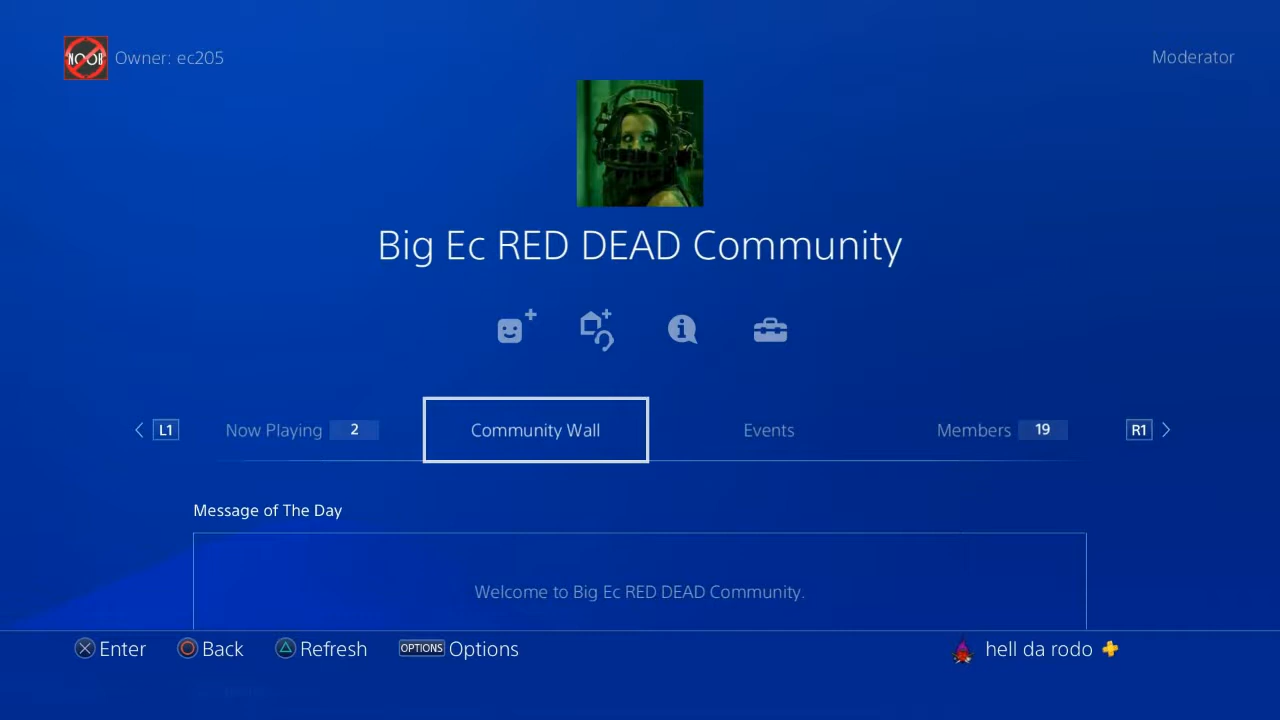 NOOB
Owner: ec205
Moderator
Big Ec RED DEAD Community
L1
Now Playing 2
Community Wall
Events
Members 19
R1
Message of The Day
Welcome to Big Ec RED DEAD Community.
Enter
Back
Refresh
OPTIONS Options
hell da rodo